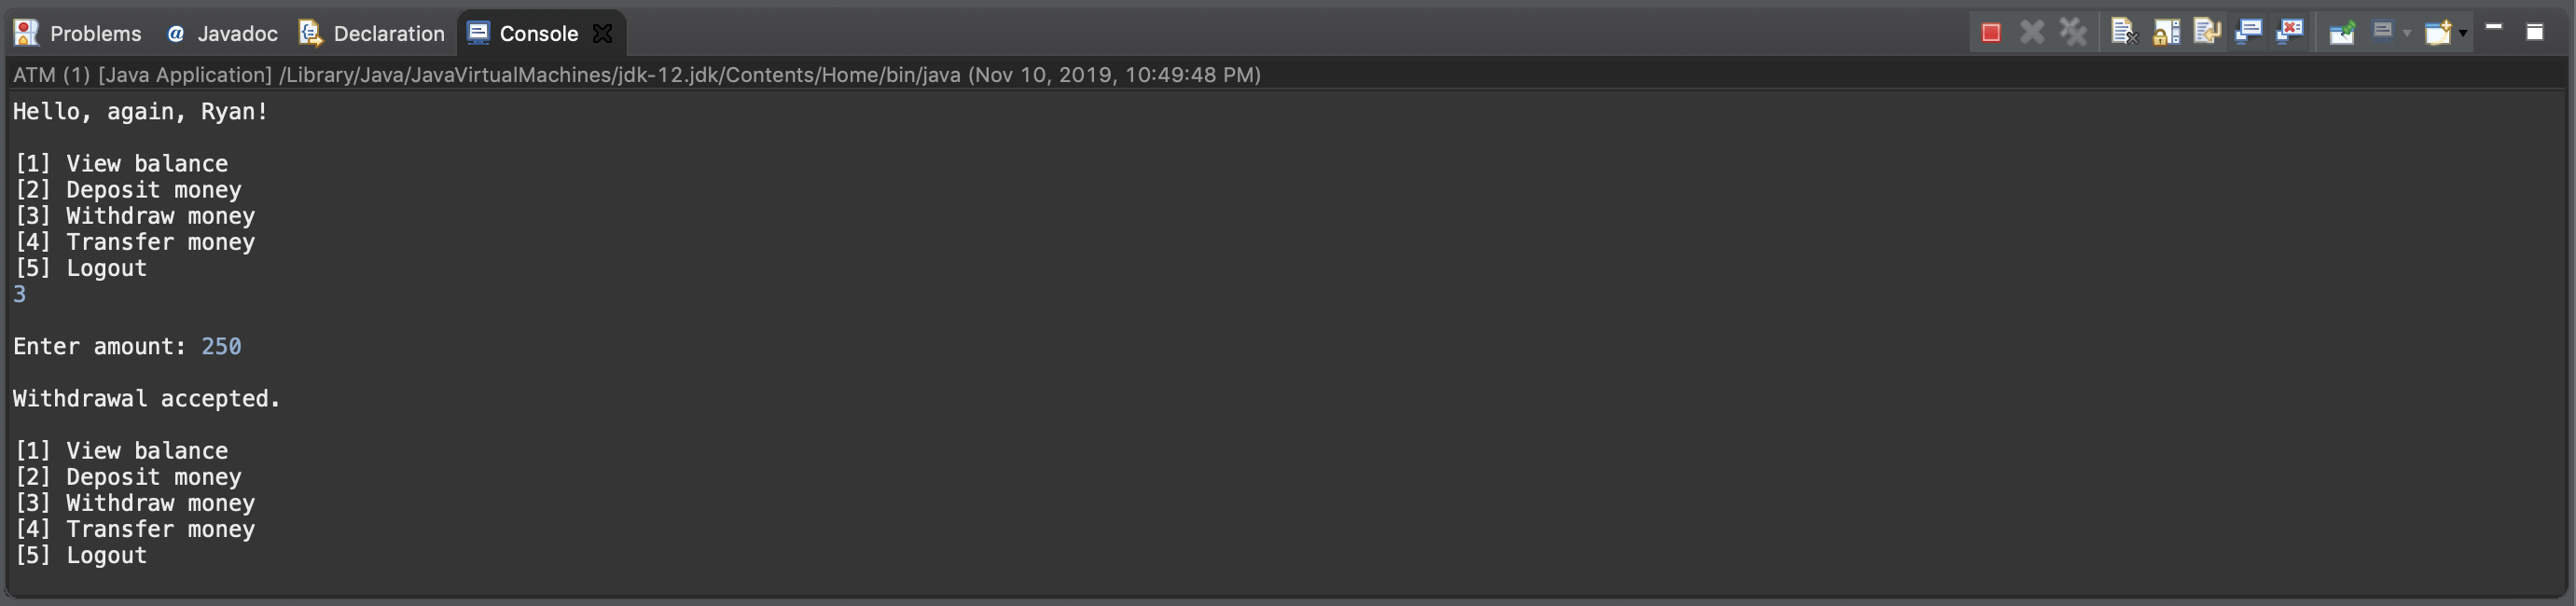 Problems @ Javadoc Declaration Console
ATM (1) [Java Application] /Library/Java/JavaVirtualMachines/jdk-12.jdk/Contents/Home/bin/java (Nov 10, 2019, 10:49:48 PM)
Hello, again, Ryan!
[1] View balance
[2] Deposit money
[3] Withdraw money
[4] Transfer money
[5] Logout
3
Enter amount: 250
Withdrawal accepted.
[1] View balance
[2] Deposit money
[3] Withdraw money
[4] Transfer money
[5] Logout